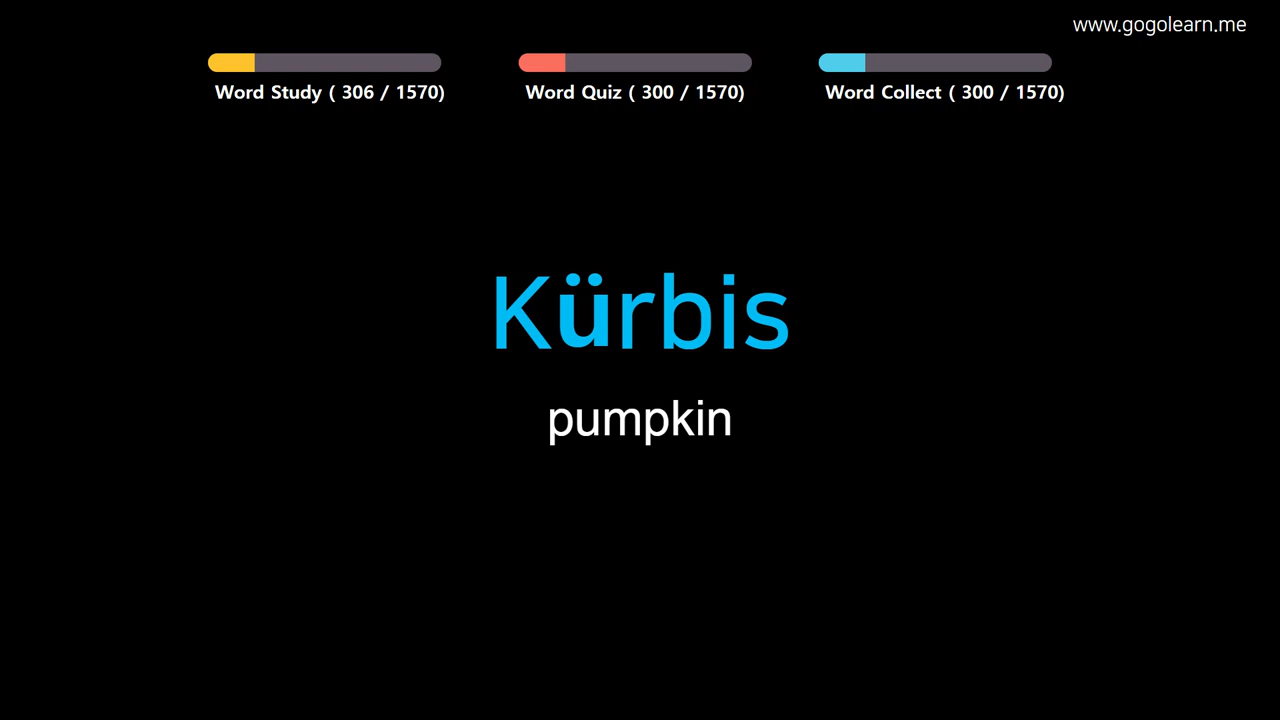 www.gogolearn.me
Word Study ( 306 / 1570)
Word Quiz ( 300 / 1570)
Word Collect ( 300 / 1570)
Kürbis
pumpkin